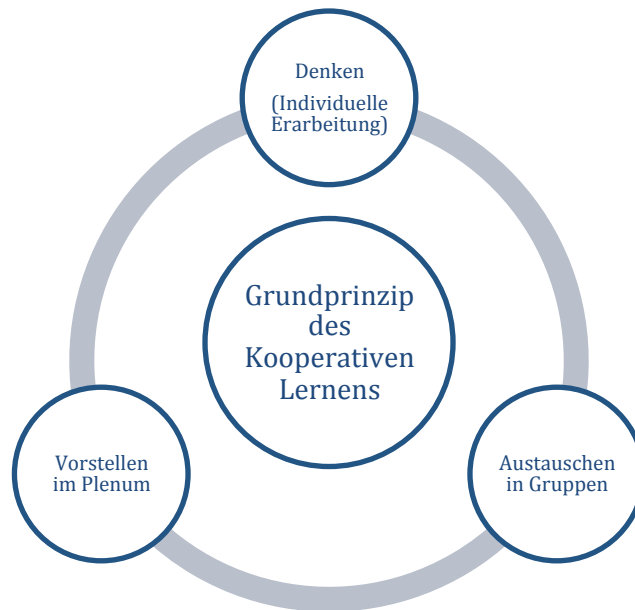 Denken
(Individuelle
Erarbeitung)
Grundprinzip
des
Kooperativen
Lernens
Vorstellen
im Plenum
Austauschen
in Gruppen